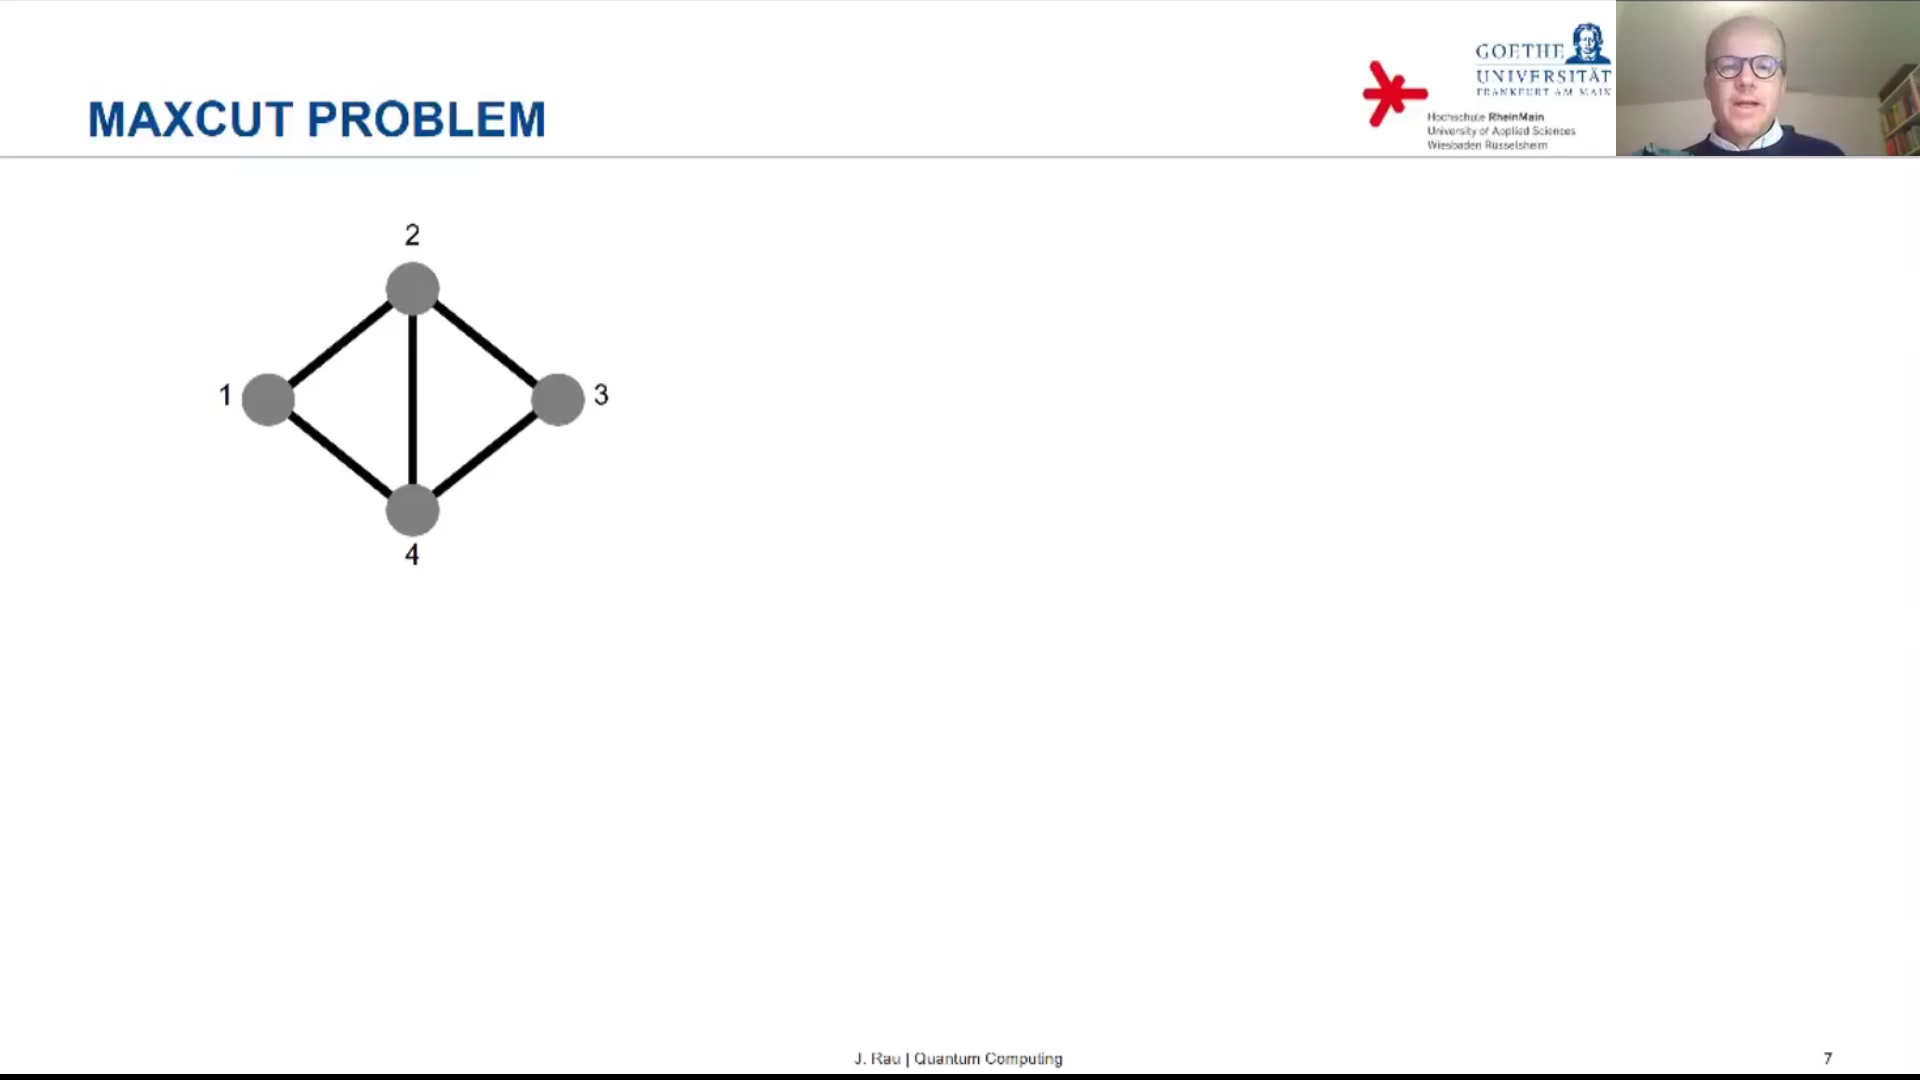 GOETHE
UNIVERSITÄT
FRANKFURT AM MAIN
MAXCUT PROBLEM
Hochschule RheinMain
University of Applied Sciences
Wiesbaden Rüsselsheim
2
1
3
4
J. Rau | Quantum Computing
7